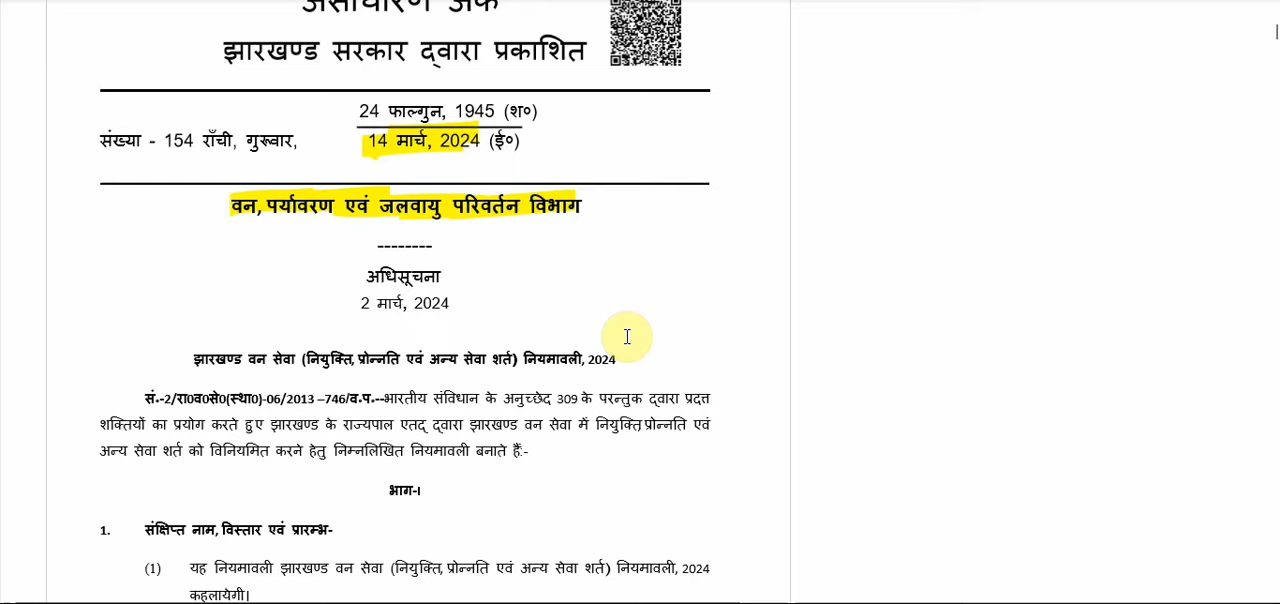 असाधारण अंक
झारखण्ड सरकार द्वारा प्रकाशित
24 फाल्गुन, 1945 (श०)
संख्या - 154 राँची, गुरूवार,
14 मार्च, 2024 (ई०)
वन, पर्यावरण एवं जलवायु परिवर्तन विभाग
--------
अधिसूचना
2 मार्च, 2024
झारखण्ड वन सेवा (नियुक्ति, प्रोन्नति एवं अन्य सेवा शर्त) नियमावली, 2024
सं.-2/रा0व0से0(स्था0)-06/2013 –746/व.प.--भारतीय संविधान के अनुच्छेद 309 के परन्तुक द्वारा प्रदत्त
शक्तियों का प्रयोग करते हुए झारखण्ड के राज्यपाल एतद् द्वारा झारखण्ड वन सेवा में नियुक्ति, प्रोन्नति एवं
अन्य सेवा शर्त को विनियमित करने हेतु निम्नलिखित नियमावली बनाते हैं:-
भाग-I
1. संक्षिप्त नाम, विस्तार एवं प्रारम्भ-
(1) यह नियमावली झारखण्ड वन सेवा (नियुक्ति, प्रोन्नति एवं अन्य सेवा शर्त) नियमावली, 2024
कहलायेगी।